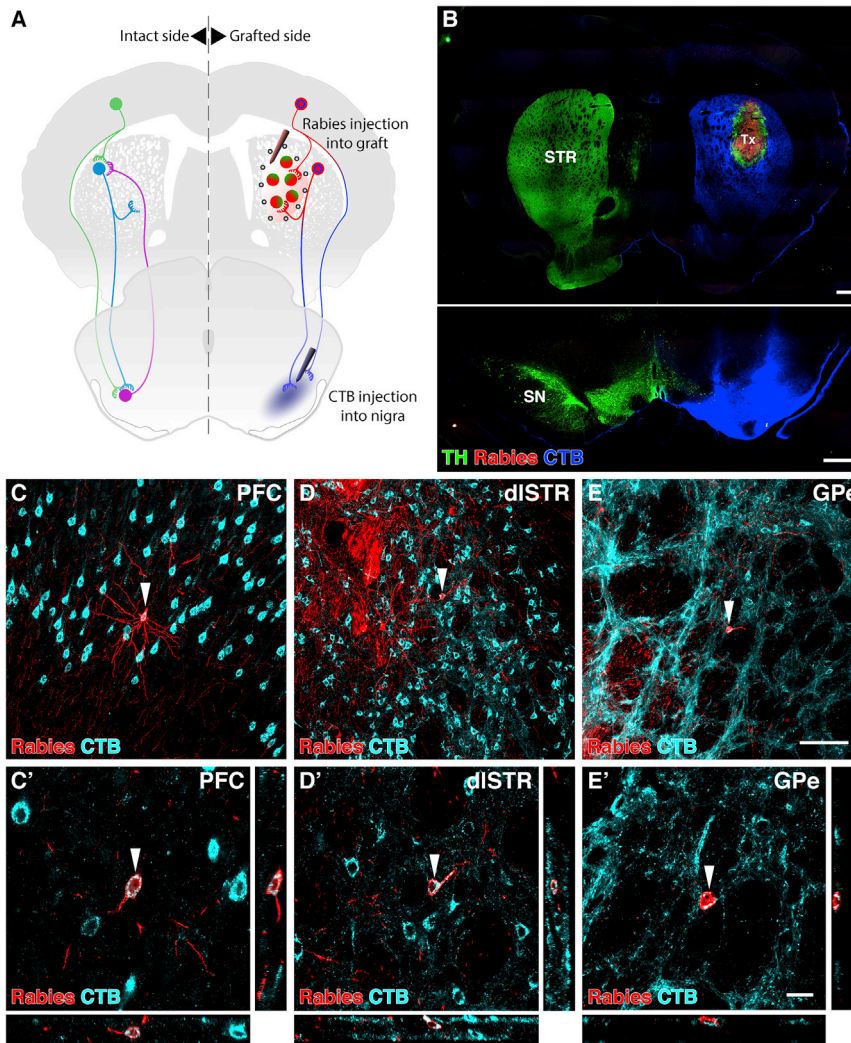 A
Intact side
Grafted side
Rabies injection
into graft
CTB injection
into nigra
B
STR
Tx
SN
TH Rabies CTB
C
PFC
Rabies CTB
D
dlSTR
Rabies CTB
E
GPe
Rabies CTB
C'
PFC
Rabies CTB
D'
dlSTR
Rabies CTB
E'
GPe
Rabies CTB